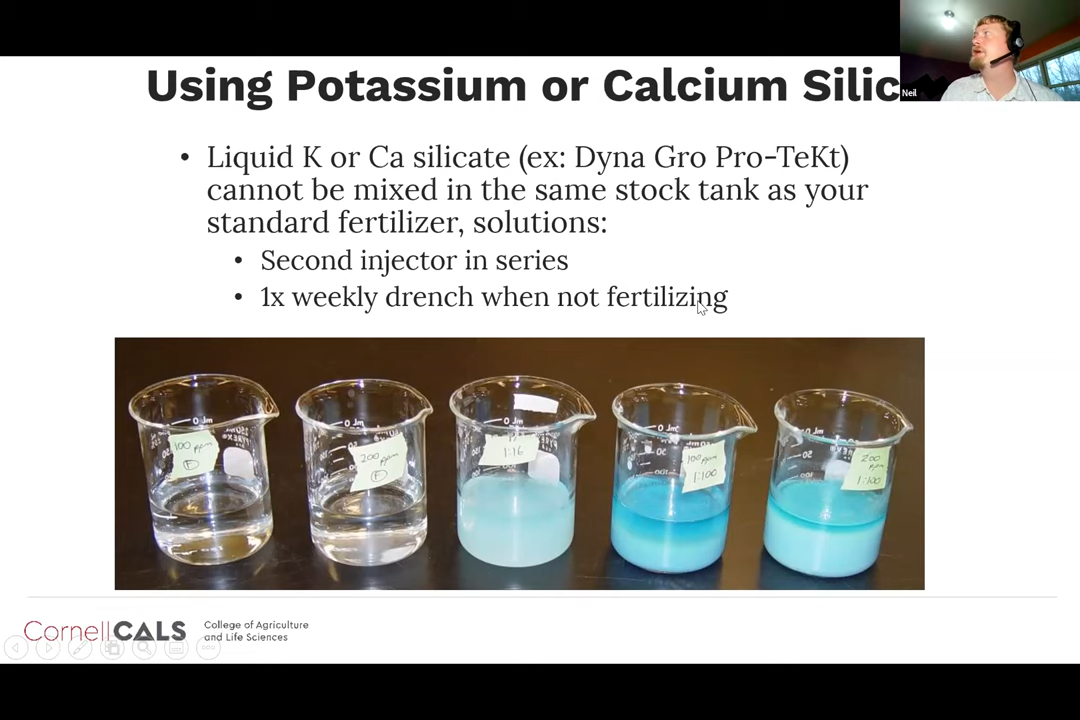 Using Potassium or Calcium Silic
Neil
• Liquid K or Ca silicate (ex: Dyna Gro Pro-TeKt)
cannot be mixed in the same stock tank as your
standard fertilizer, solutions:
• Second injector in series
• 1x weekly drench when not fertilizing
100 ppm
F
200 ppm
F
1:16
100 ppm
1:100
200
ppm
1:100
CornellCALS
College of Agriculture
and Life Sciences